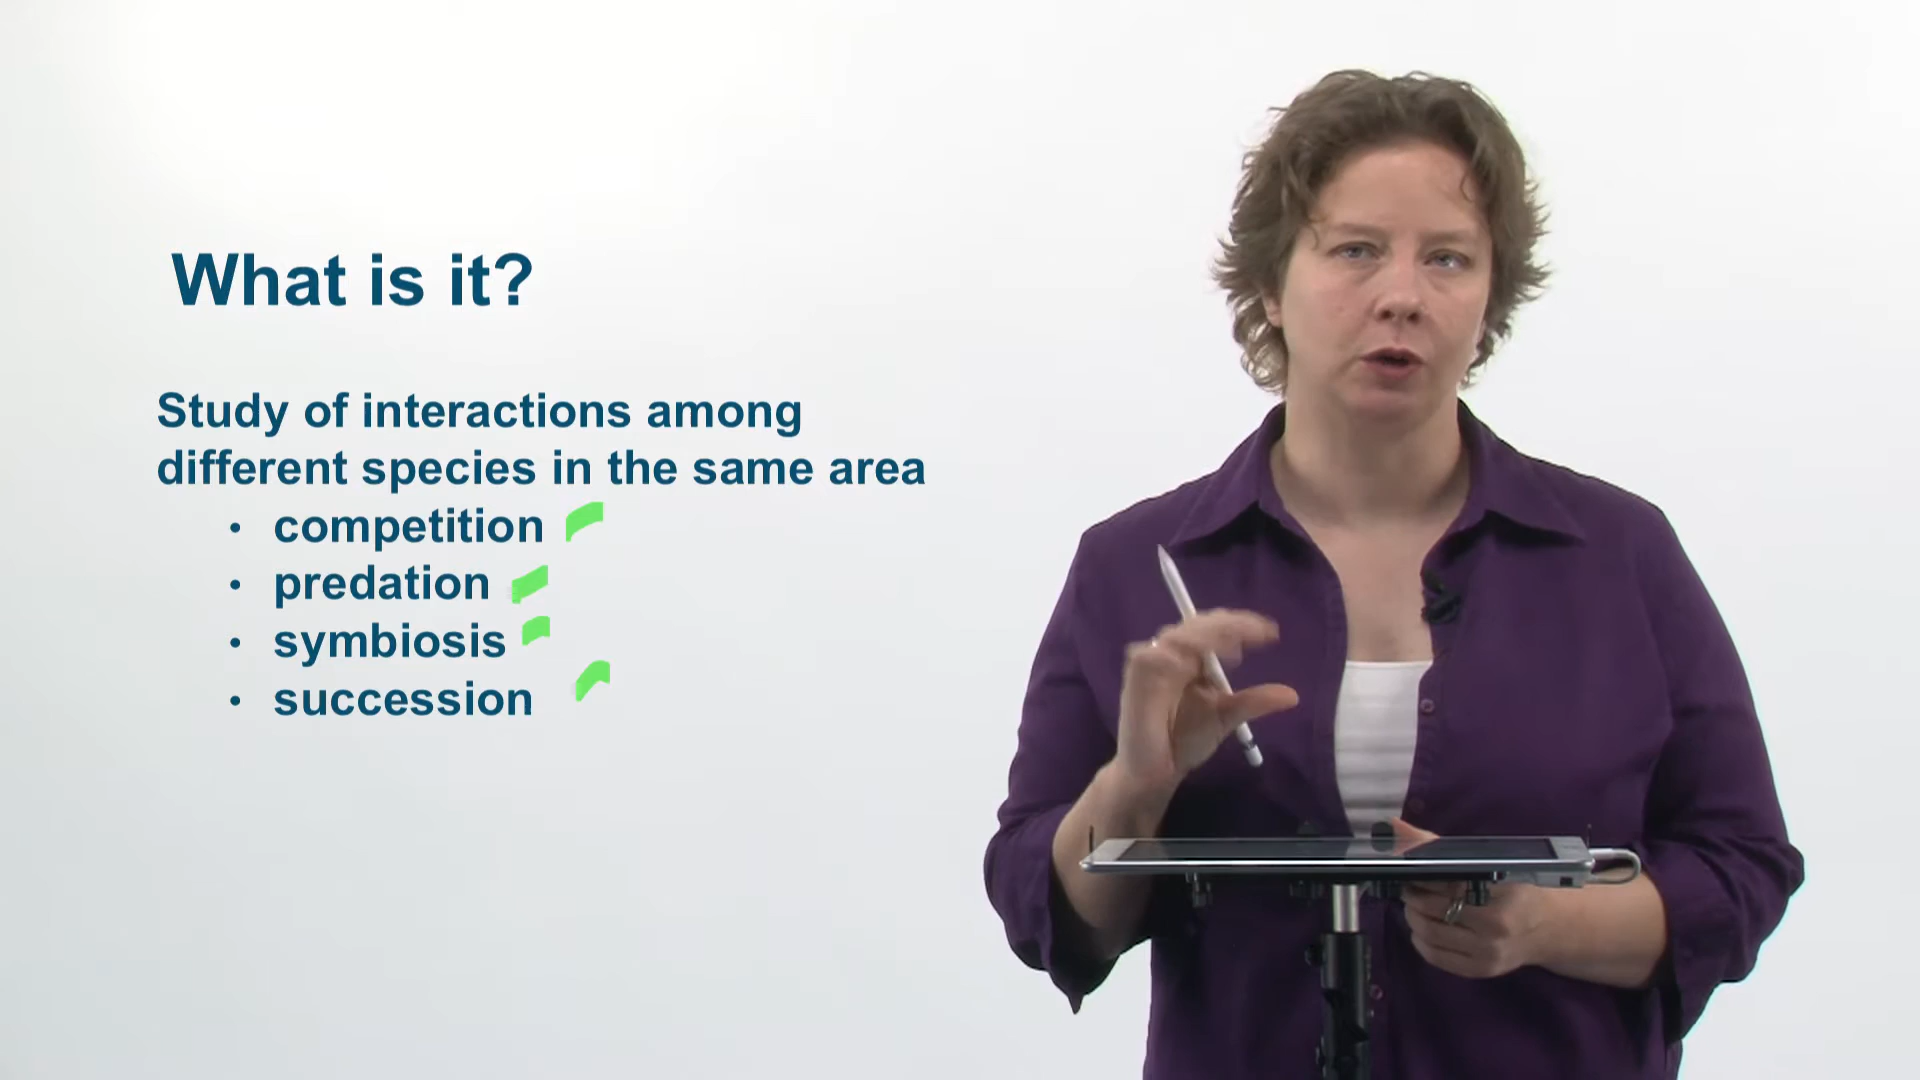 What is it?
Study of interactions among
different species in the same area
• competition
• predation
• symbiosis
• succession